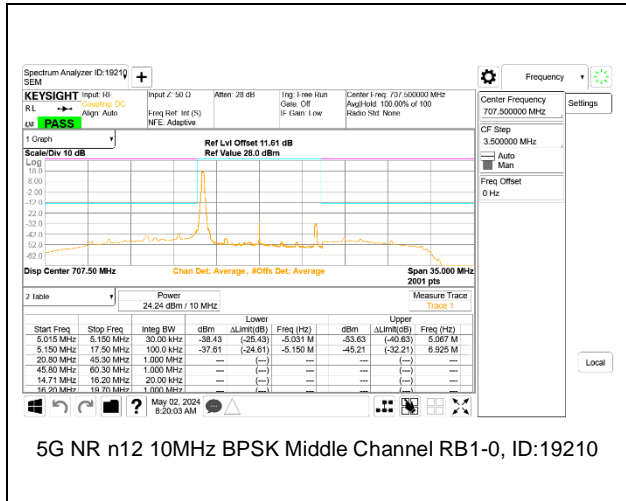 Spectrum Analyzer ID:19210
SEM
Frequency
KEYSIGHT Input: RF Input Z: 50 Ω Atten: 28 dB Trig: Free Run Center Freq: 707.500000 MHz
RL Coupling: DC Gate: Off Avg|Hold: 100.00% of 100
Align: Auto Freq Ref: Int (S) IF Gain: Low Radio Std: None
NFE: Adaptive
PASS
Center Frequency
707.500000 MHz
Settings
CF Step
3.500000 MHz
Auto
Man
Freq Offset
0 Hz
1 Graph
Ref Lvl Offset 11.61 dB
Scale/Div 10 dB Ref Value 28.0 dBm
Log
18.0
8.00
-2.00
-12.0
-22.0
-32.0
-42.0
-52.0
-62.0
Disp Center 707.50 MHz Chan Det: Average , #Offs Det: Average Span 35.000 MHz
2001 pts
2 Table Power Measure Trace
24.24 dBm / 10 MHz Trace 1
Lower Upper
Start Freq Stop Freq Integ BW dBm ΔLimit(dB) Freq (Hz) dBm ΔLimit(dB) Freq (Hz)
5.015 MHz 5.150 MHz 30.00 kHz -38.43 (-25.43) -5.031 M -53.63 (-40.63) 5.067 M
5.150 MHz 17.50 MHz 100.0 kHz -37.61 (-24.61) -5.150 M -45.21 (-32.21) 6.925 M
20.80 MHz 45.30 MHz 1.000 MHz --- (---) --- --- (---) ---
45.80 MHz 60.30 MHz 1.000 MHz --- (---) --- --- (---) ---
14.71 MHz 16.20 MHz 20.00 kHz --- (---) --- --- (---) ---
16.20 MHz 19.70 MHz 1.000 MHz --- (---) --- --- (---) ---
Local
May 02, 2024
8:20:03 AM
5G NR n12 10MHz BPSK Middle Channel RB1-0, ID:19210